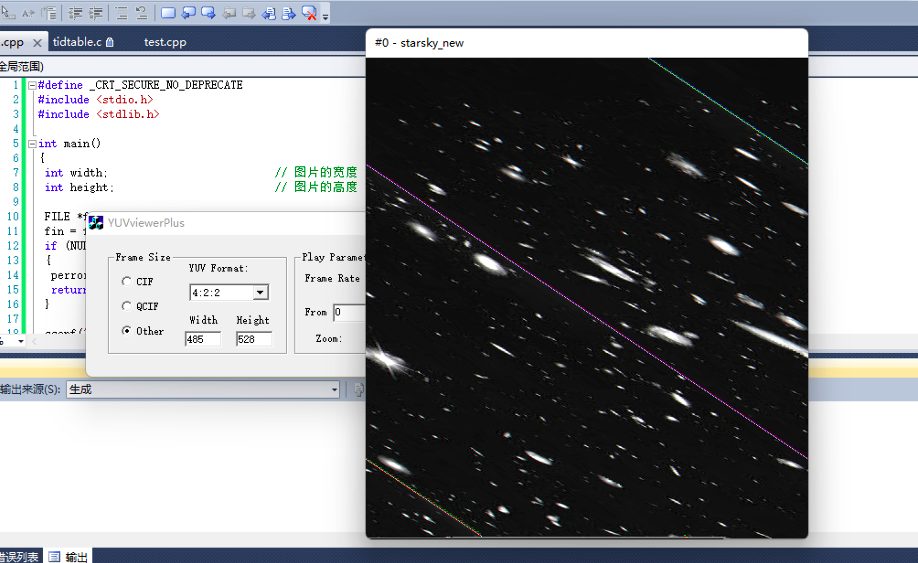 .cpp
tidtable.c
test.cpp
#0 - starsky_new
全局范围)
1 #define _CRT_SECURE_NO_DEPRECATE
2 #include <stdio.h>
3 #include <stdlib.h>
4
5 int main()
6 {
7 int width; // 图片的宽度
8 int height; // 图片的高度
9
10 FILE *f
11 fin =
12 if (NUL
13 {
14 perror
15 return
16 }
17
18
YUVviewerPlus
Frame Size
CIF
QCIF
Other
YUV Format:
4:2:2
Width Height
485 528
Play Paramet
Frame Rate
From 0
Zoom:
输出来源(S): 生成
错误列表 输出